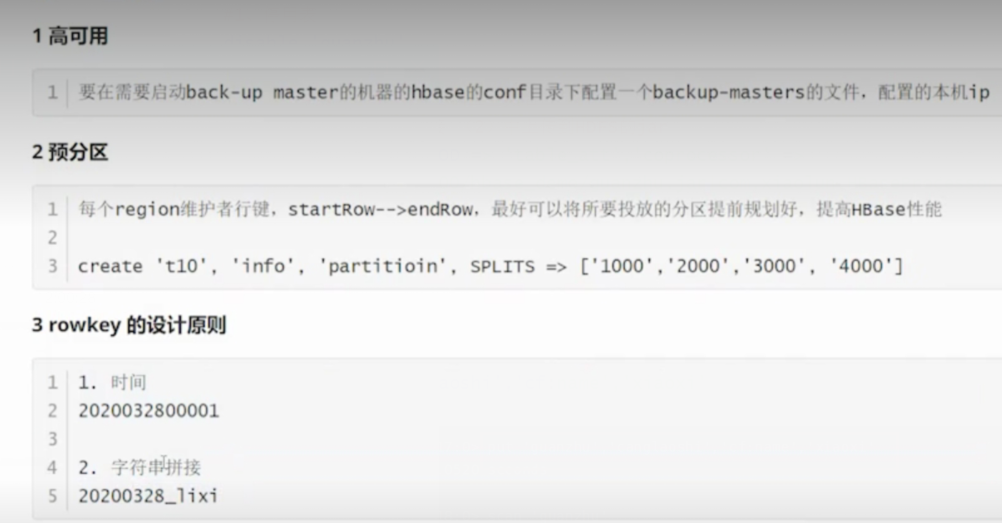 1 高可用
1 要在需要启动back-up master的机器的hbase的conf目录下配置一个backup-masters的文件，配置的本机ip
2 预分区
1 每个region维护者行键，startRow-->endRow，最好可以将所要投放的分区提前规划好，提高HBase性能
2
3 create 't10', 'info', 'partitioin', SPLITS => ['1000','2000','3000', '4000']
3 rowkey 的设计原则
1 1. 时间
2 2020032800001
3
4 2. 字符串拼接
5 20200328_lixi